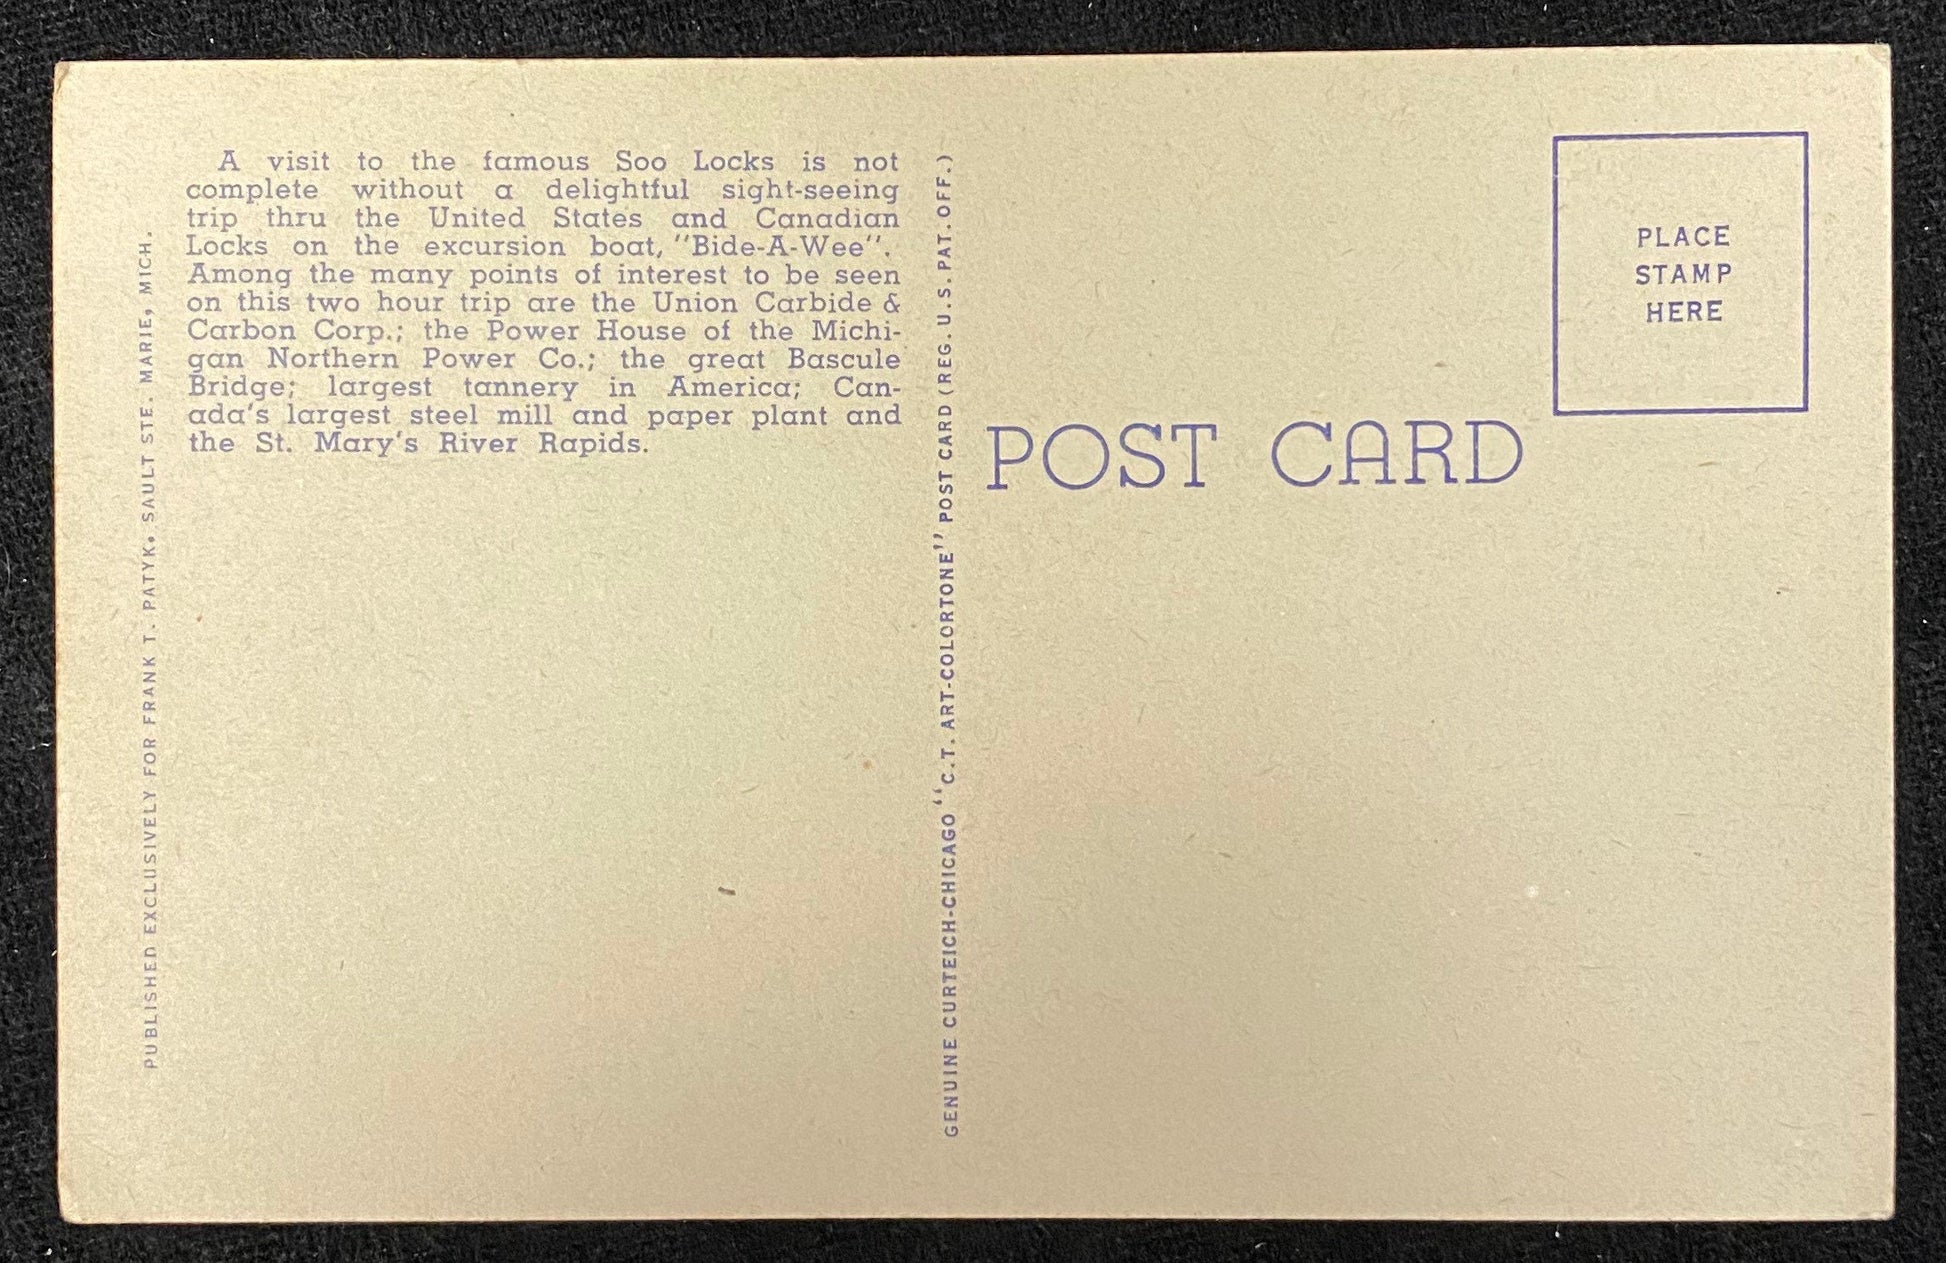 A visit to the famous Soo Locks is not
complete without a delightful sight-seeing
trip thru the United States and Canadian
Locks on the excursion boat, "Bide-A-Wee".
Among the many points of interest to be seen
on this two hour trip are the Union Carbide &
Carbon Corp.; the Power House of the Michi-
gan Northern Power Co.; the great Bascule
Bridge; largest tannery in America; Can-
ada's largest steel mill and paper plant and
the St. Mary's River Rapids.
PUBLISHED EXCLUSIVELY FOR FRANK T. PATYK, SAULT STE. MARIE, MICH.
GENUINE CURTEICH-CHICAGO "C.T. ART-COLORTONE" POST CARD (REG. U.S. PAT. OFF.)
POST CARD
PLACE
STAMP
HERE